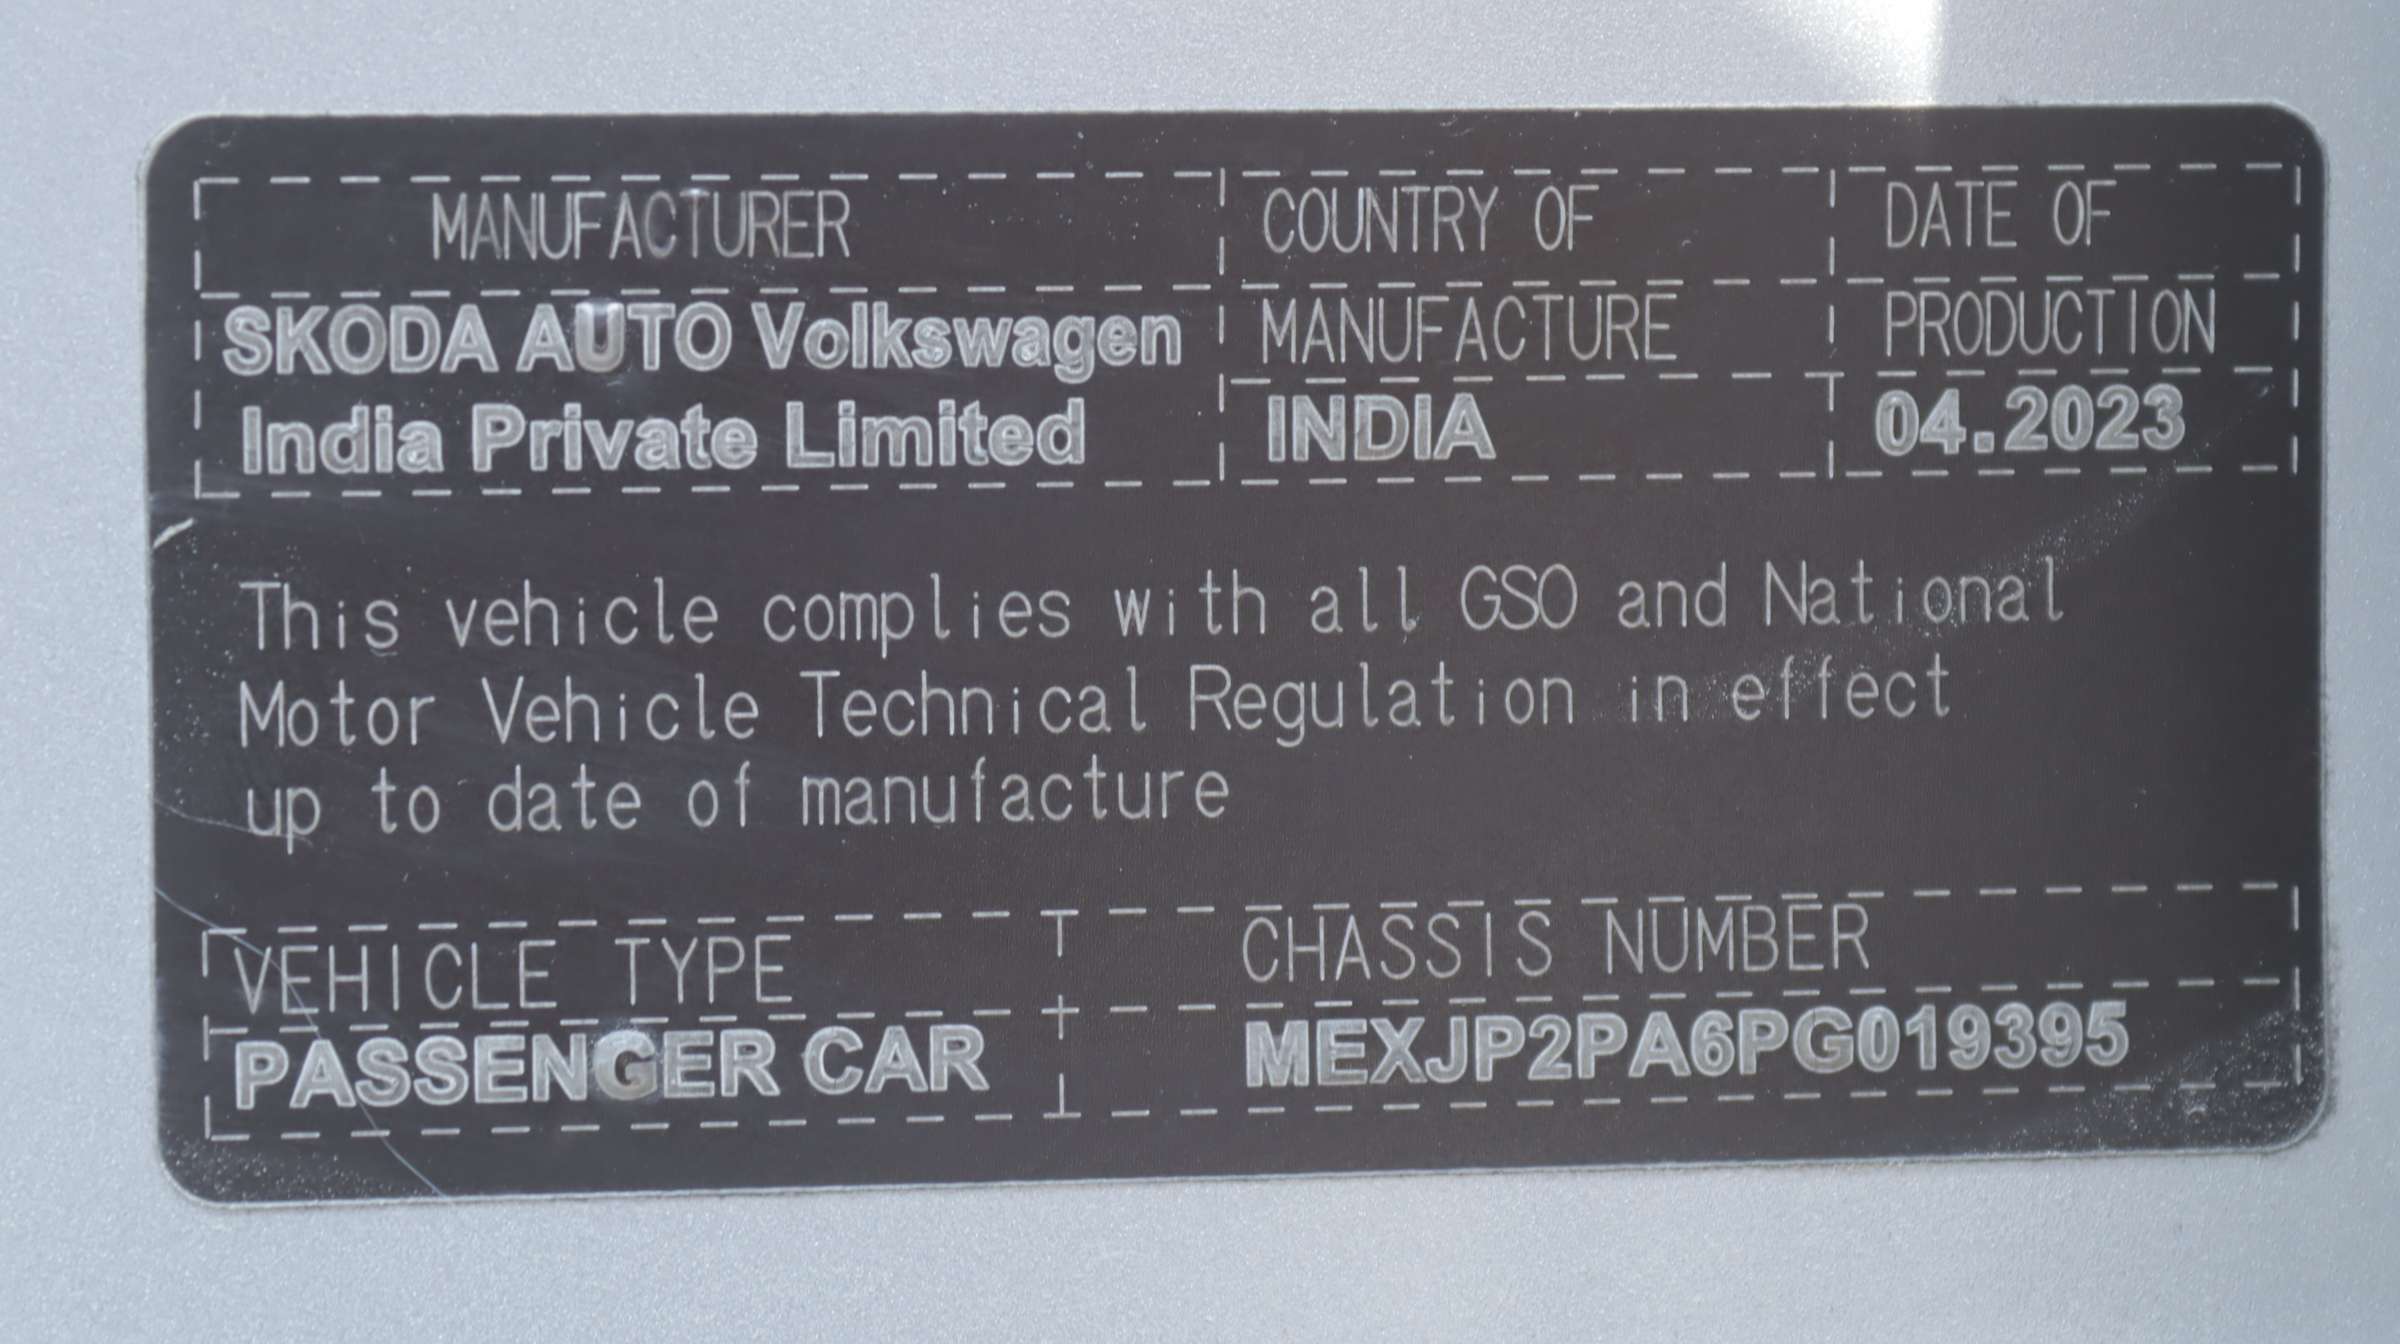 MANUFACTURER COUNTRY OF DATE OF
SKODA AUTO Volkswagen MANUFACTURE PRODUCTION
India Private Limited INDIA 04.2023
This vehicle complies with all GSO and National
Motor Vehicle Technical Regulation in effect
up to date of manufacture
VEHICLE TYPE CHASSIS NUMBER
PASSENGER CAR MEXJP2PA6PG019395